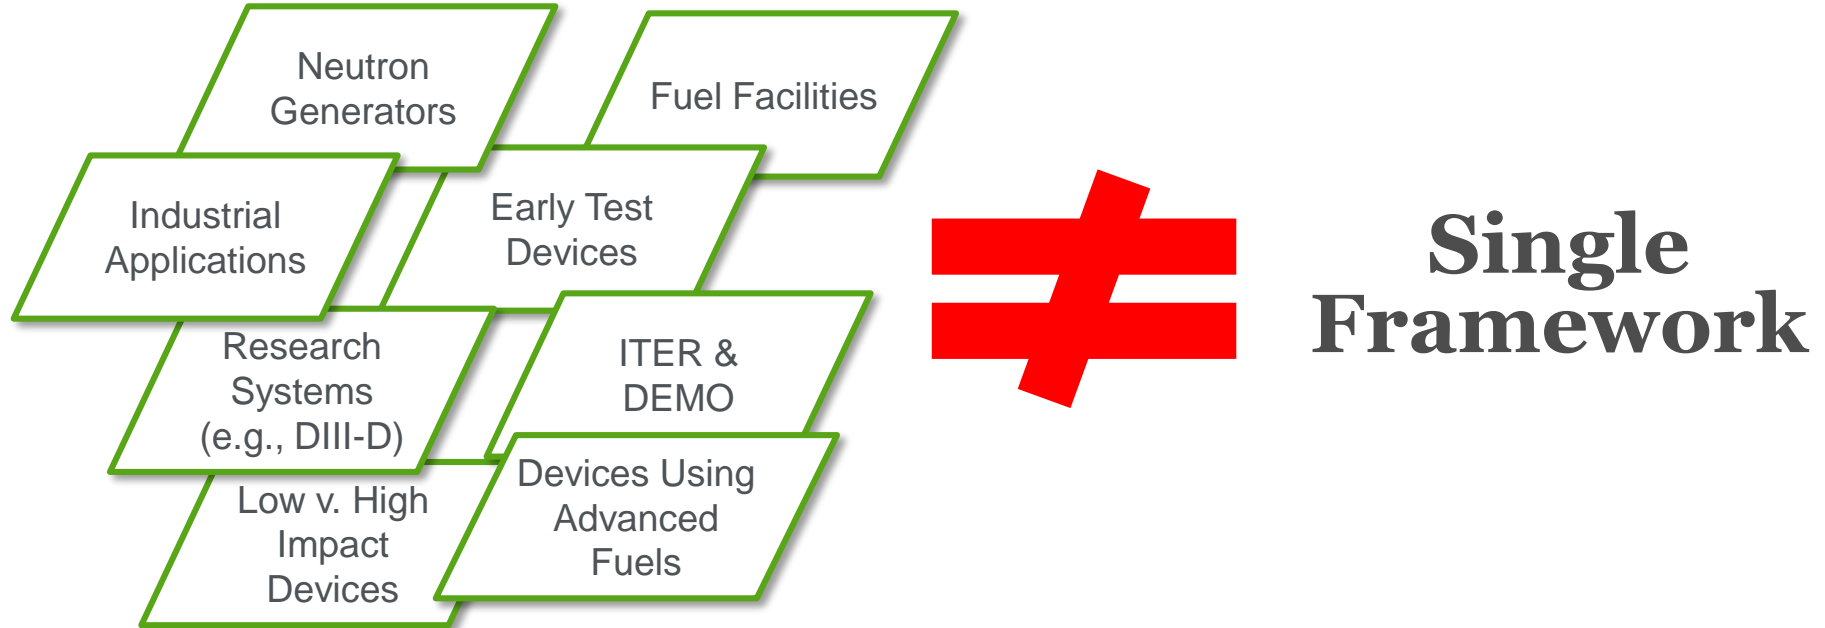 Neutron
Generators
Fuel Facilities
Industrial
Applications
Early Test
Devices
Research
Systems
(e.g., DIII-D)
ITER &
DEMO
Low v. High
Impact
Devices
Devices Using
Advanced
Fuels
≠
Single
Framework